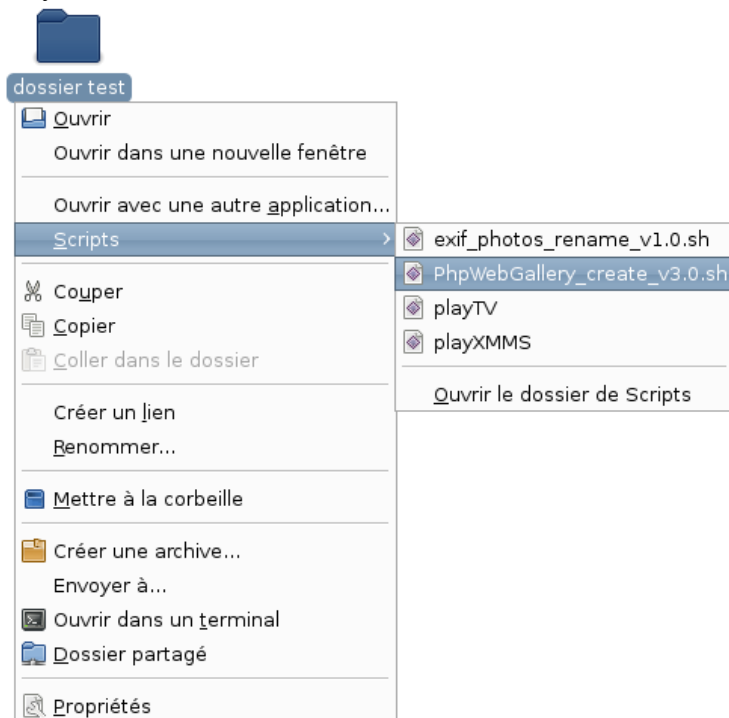 dossier test
Ouvrir
Ouvrir dans une nouvelle fenêtre
Ouvrir avec une autre application...
Scripts
exif_photos_rename_v1.0.sh
PhpWebGallery_create_v3.0.sh
playTV
playXMMS
Ouvrir le dossier de Scripts
Couper
Copier
Coller dans le dossier
Créer un lien
Renommer...
Mettre à la corbeille
Créer une archive...
Envoyer à...
Ouvrir dans un terminal
Dossier partagé
Propriétés